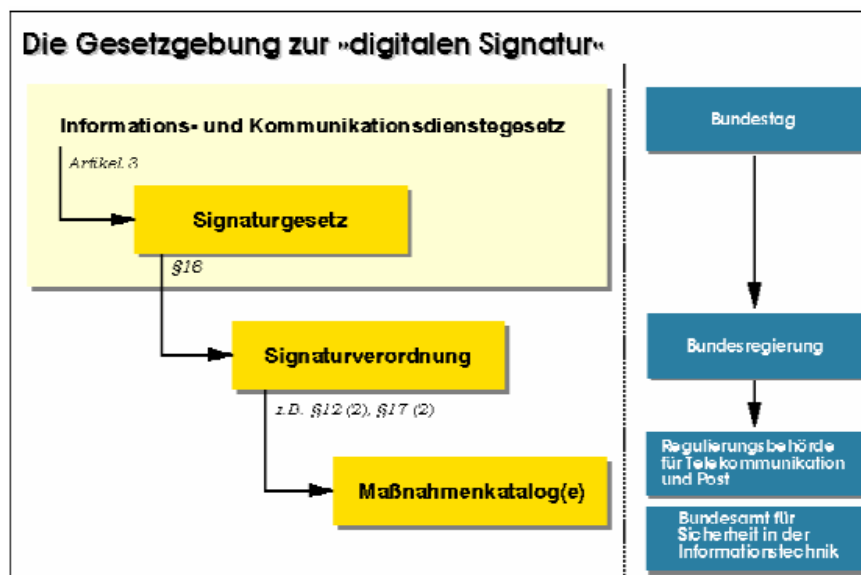 Die Gesetzgebung zur »digitalen Signatur«
Informations- und Kommunikationsdienstegesetz
Artikel 3
Signaturgesetz
§16
Signaturverordnung
z.B. §12 (2), §17 (2)
Maßnahmenkatalog(e)
Bundestag
Bundesregierung
Regulierungsbehörde
für Telekommunikation
und Post
Bundesamt für
Sicherheit in der
Informationstechnik